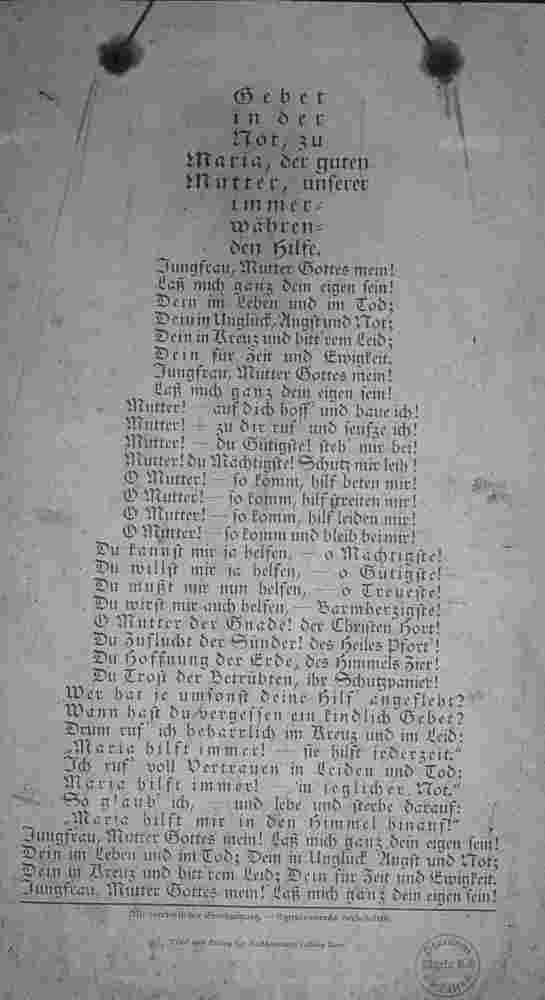 Gebet
in der
Not, zu
Maria, der guten
Mutter, unserer
immer-
währen-
den Hilfe.
Jungfrau, Mutter Gottes mein!
Laß mich ganz dein eigen sein!
Dein im Leben und im Tod;
Dein in Unglück, Angst und Not;
Dein in Kreuz und bitt'rem Leid;
Dein für Zeit und Ewigkeit.
Jungfrau, Mutter Gottes mein!
Laß mich ganz dein eigen sein!
Mutter! — auf dich hoff' und baue ich!
Mutter! — zu dir ruf' und seufze ich!
Mutter! — du Gütigste! steh' mir bei!
Mutter! du Mächtigste! Schutz mir leih'!
O Mutter! — so komm, hilf beten mir!
O Mutter! — so komm, hilf streiten mir!
O Mutter! — so komm, hilf leiden mir!
O Mutter! — so komm und bleib bei mir!
Du kannst mir ja helfen, — o Mächtigste!
Du willst mir ja helfen, — o Gütigste!
Du mußt mir nun helfen, — o Treueste!
Du wirst mir auch helfen, — Barmherzigste!
O Mutter der Gnade! der Christen Hort!
Du Zuflucht der Sünder! des Heiles Pfort'!
Du Hoffnung der Erde, des Himmels Zier!
Du Trost der Betrübten, ihr Schutzpanier!
Wer hat je umsonst deine Hilf' angefleht?
Wann hast du vergessen ein kindlich Gebet?
Drum ruf' ich beharrlich im Kreuz und im Leid:
„Maria hilft immer! — sie hilft jederzeit.“
Ich ruf' voll Vertrauen in Leiden und Tod:
Maria hilft immer! — in jeglicher Not.“
So glaub' ich, — und lebe und sterbe darauf:
„Maria hilft mir in den Himmel hinauf!“
Jungfrau, Mutter Gottes mein! Laß mich ganz dein eigen sein!
Dein im Leben und im Tod; Dein in Unglück, Angst und Not;
Dein in Kreuz und bitt'rem Leid; Dein für Zeit und Ewigkeit.
Jungfrau, Mutter Gottes mein! Laß mich ganz dein eigen sein!